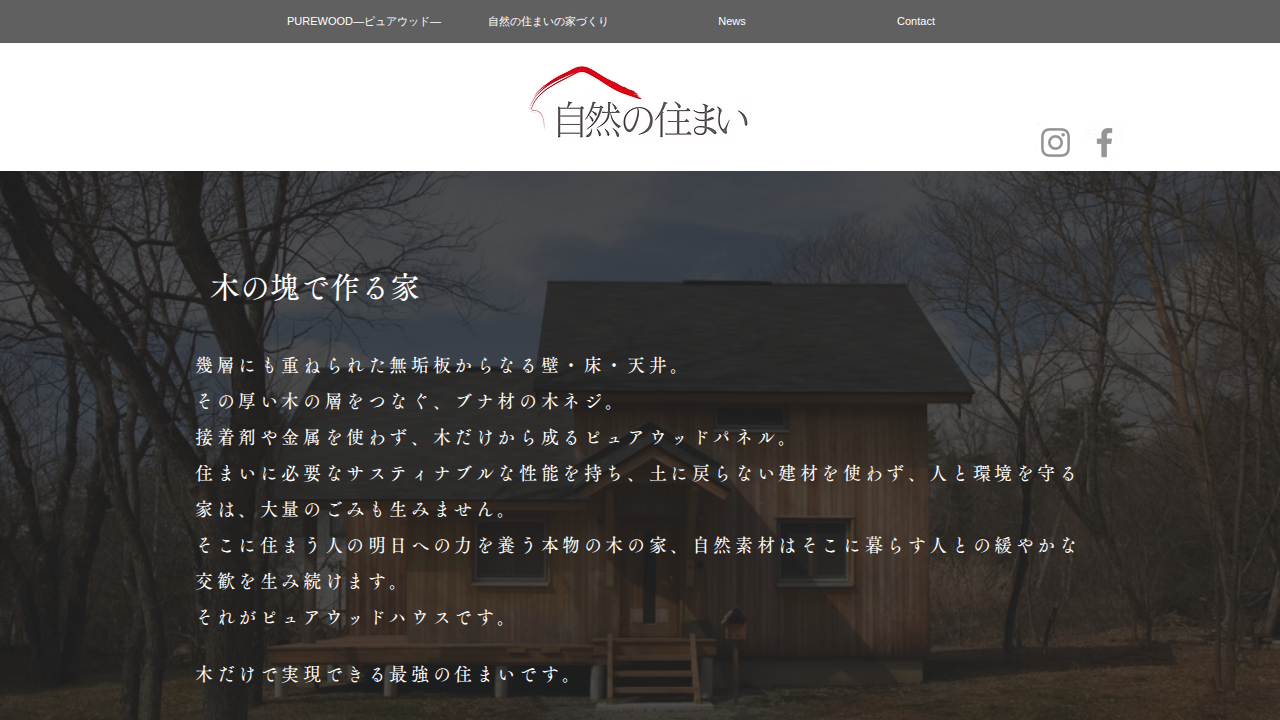 PUREWOOD―ピュアウッド―
自然の住まいの家づくり
News
Contact
自然の住まい
木の塊で作る家
幾層にも重ねられた無垢板からなる壁・床・天井。
その厚い木の層をつなぐ、ブナ材の木ネジ。
接着剤や金属を使わず、木だけから成るピュアウッドパネル。
住まいに必要なサスティナブルな性能を持ち、土に戻らない建材を使わず、人と環境を守る
家は、大量のごみも生みません。
そこに住まう人の明日への力を養う本物の木の家、自然素材はそこに暮らす人との緩やかな
交歓を生み続けます。
それがピュアウッドハウスです。
木だけで実現できる最強の住まいです。